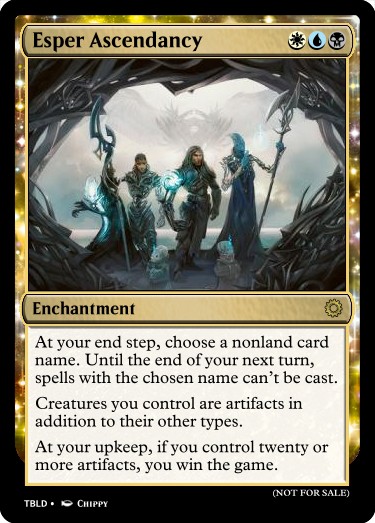 Esper Ascendancy
Enchantment
At your end step, choose a nonland card
name. Until the end of your next turn,
spells with the chosen name can't be cast.
Creatures you control are artifacts in
addition to their other types.
At your upkeep, if you control twenty or
more artifacts, you win the game.
(NOT FOR SALE)
TBLD • Chippy